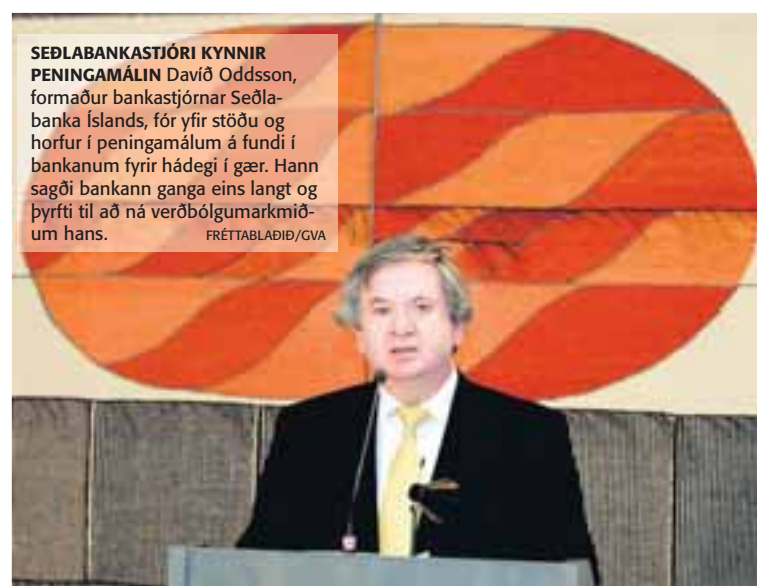 SEÐLABANKASTJÓRI KYNNIR
PENINGAMÁLIN Davíð Oddsson,
formaður bankastjórnar Seðla-
banka Íslands, fór yfir stöðu og
horfur í peningamálum á fundi í
bankanum fyrir hádegi í gær. Hann
sagði bankann ganga eins langt og
þyrfti til að ná verðbólgumarkmið-
um hans. FRÉTTABLAÐIÐ/GVA